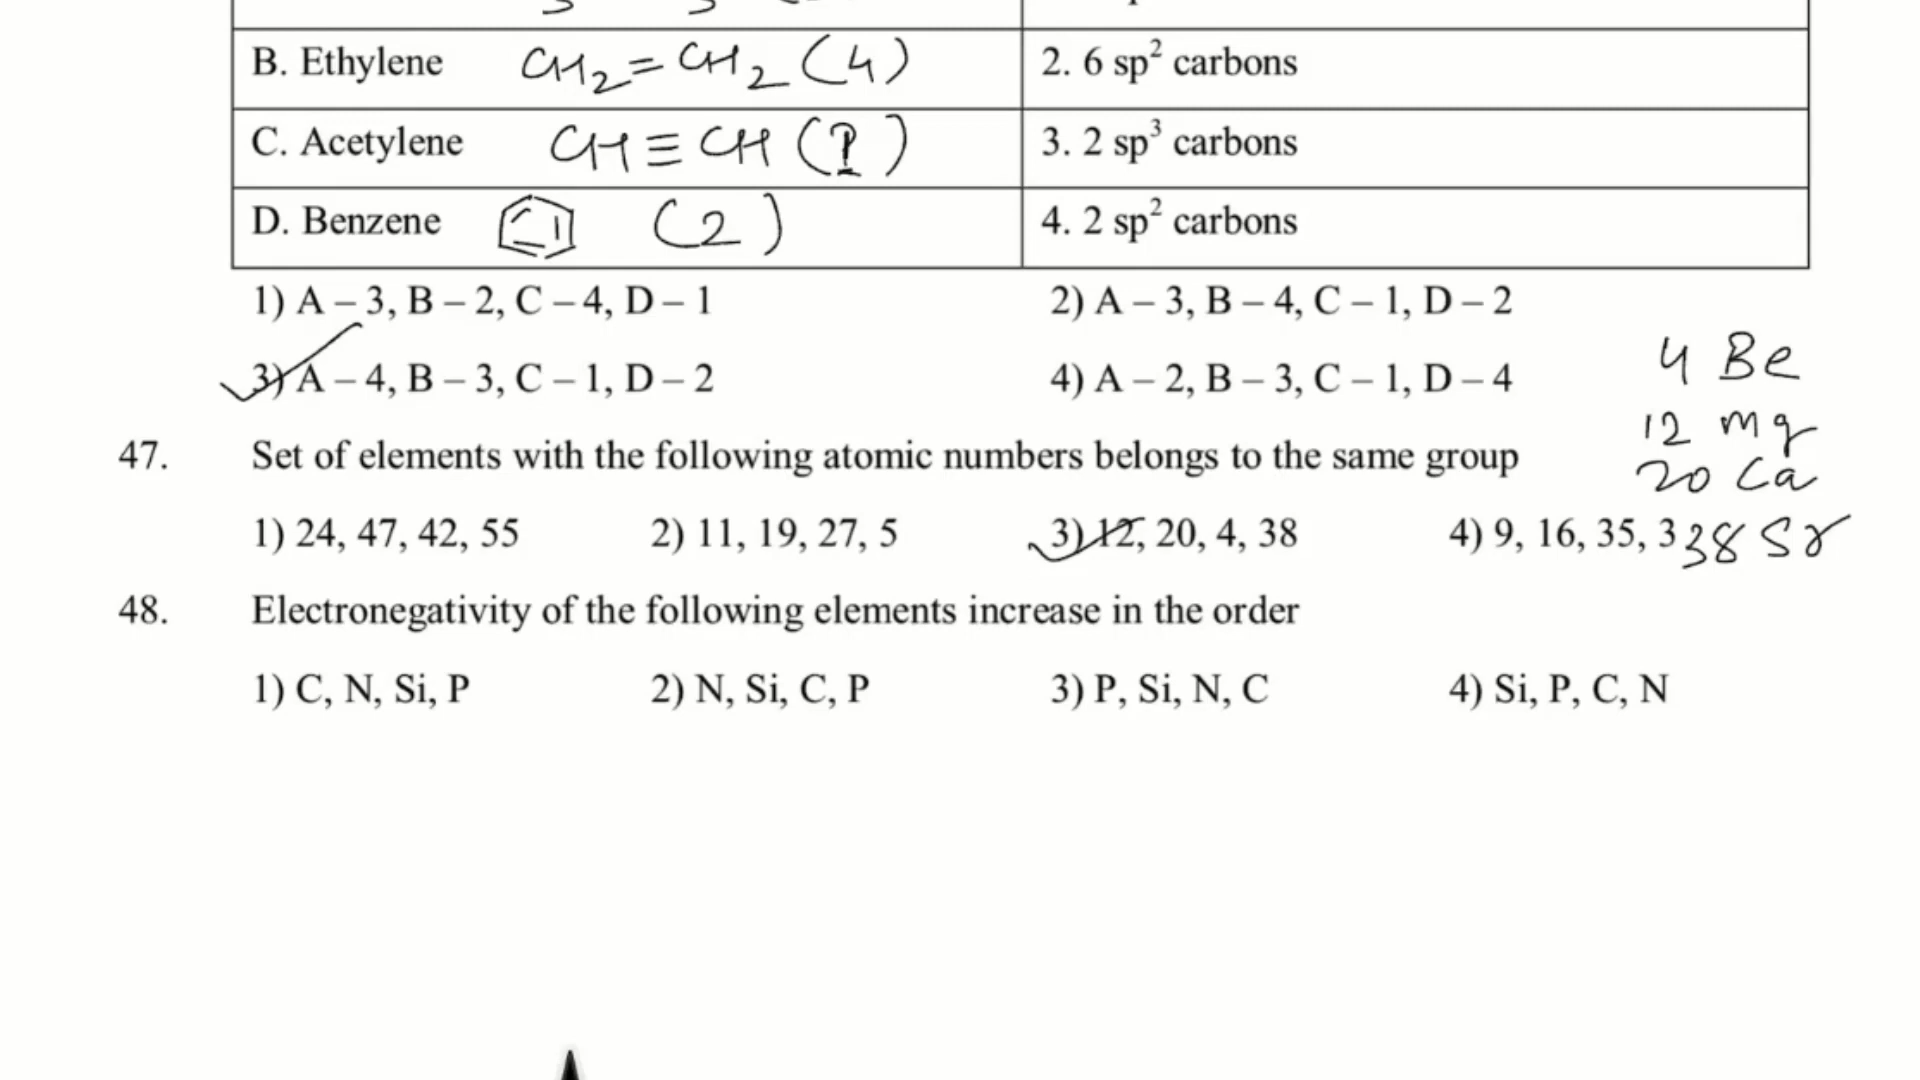 B. Ethylene CH₂=CH₂ (4) 2. 6 sp² carbons
C. Acetylene CH≡CH (1) 3. 2 sp³ carbons
D. Benzene (2) 4. 2 sp² carbons
1) A – 3, B – 2, C – 4, D – 1 2) A – 3, B – 4, C – 1, D – 2
3) A – 4, B – 3, C – 1, D – 2 4) A – 2, B – 3, C – 1, D – 4
4 Be
12 mg
20 Ca
38 Sr
47. Set of elements with the following atomic numbers belongs to the same group
1) 24, 47, 42, 55 2) 11, 19, 27, 5 3) 12, 20, 4, 38 4) 9, 16, 35, 3
48. Electronegativity of the following elements increase in the order
1) C, N, Si, P 2) N, Si, C, P 3) P, Si, N, C 4) Si, P, C, N